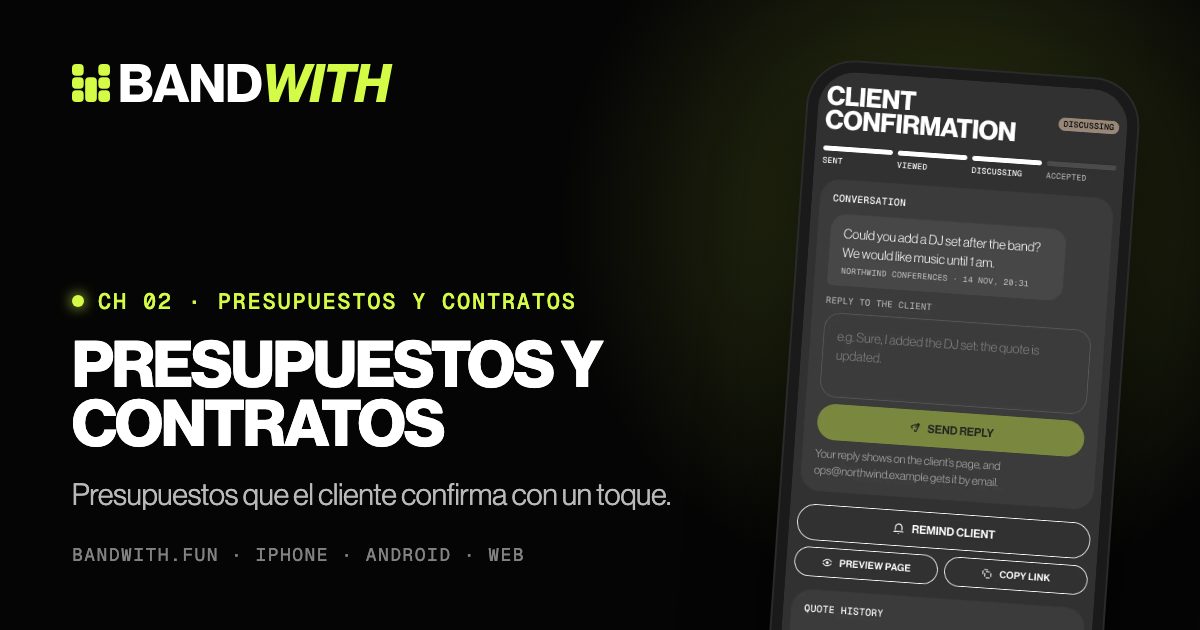 BANDWITH
CH 02 · PRESUPUESTOS Y CONTRATOS
PRESUPUESTOS Y
CONTRATOS
Presupuestos que el cliente confirma con un toque.
BANDWITH.FUN · IPHONE · ANDROID · WEB
CLIENT
CONFIRMATION
DISCUSSING
SENT
VIEWED
DISCUSSING
ACCEPTED
CONVERSATION
Could you add a DJ set after the band?
We would like music until 1 am.
NORTHWIND CONFERENCES · 14 NOV, 20:31
REPLY TO THE CLIENT
e.g. Sure, I added the DJ set: the quote is
updated.
SEND REPLY
Your reply shows on the client's page, and
ops@northwind.example gets it by email.
REMIND CLIENT
PREVIEW PAGE
COPY LINK
QUOTE HISTORY